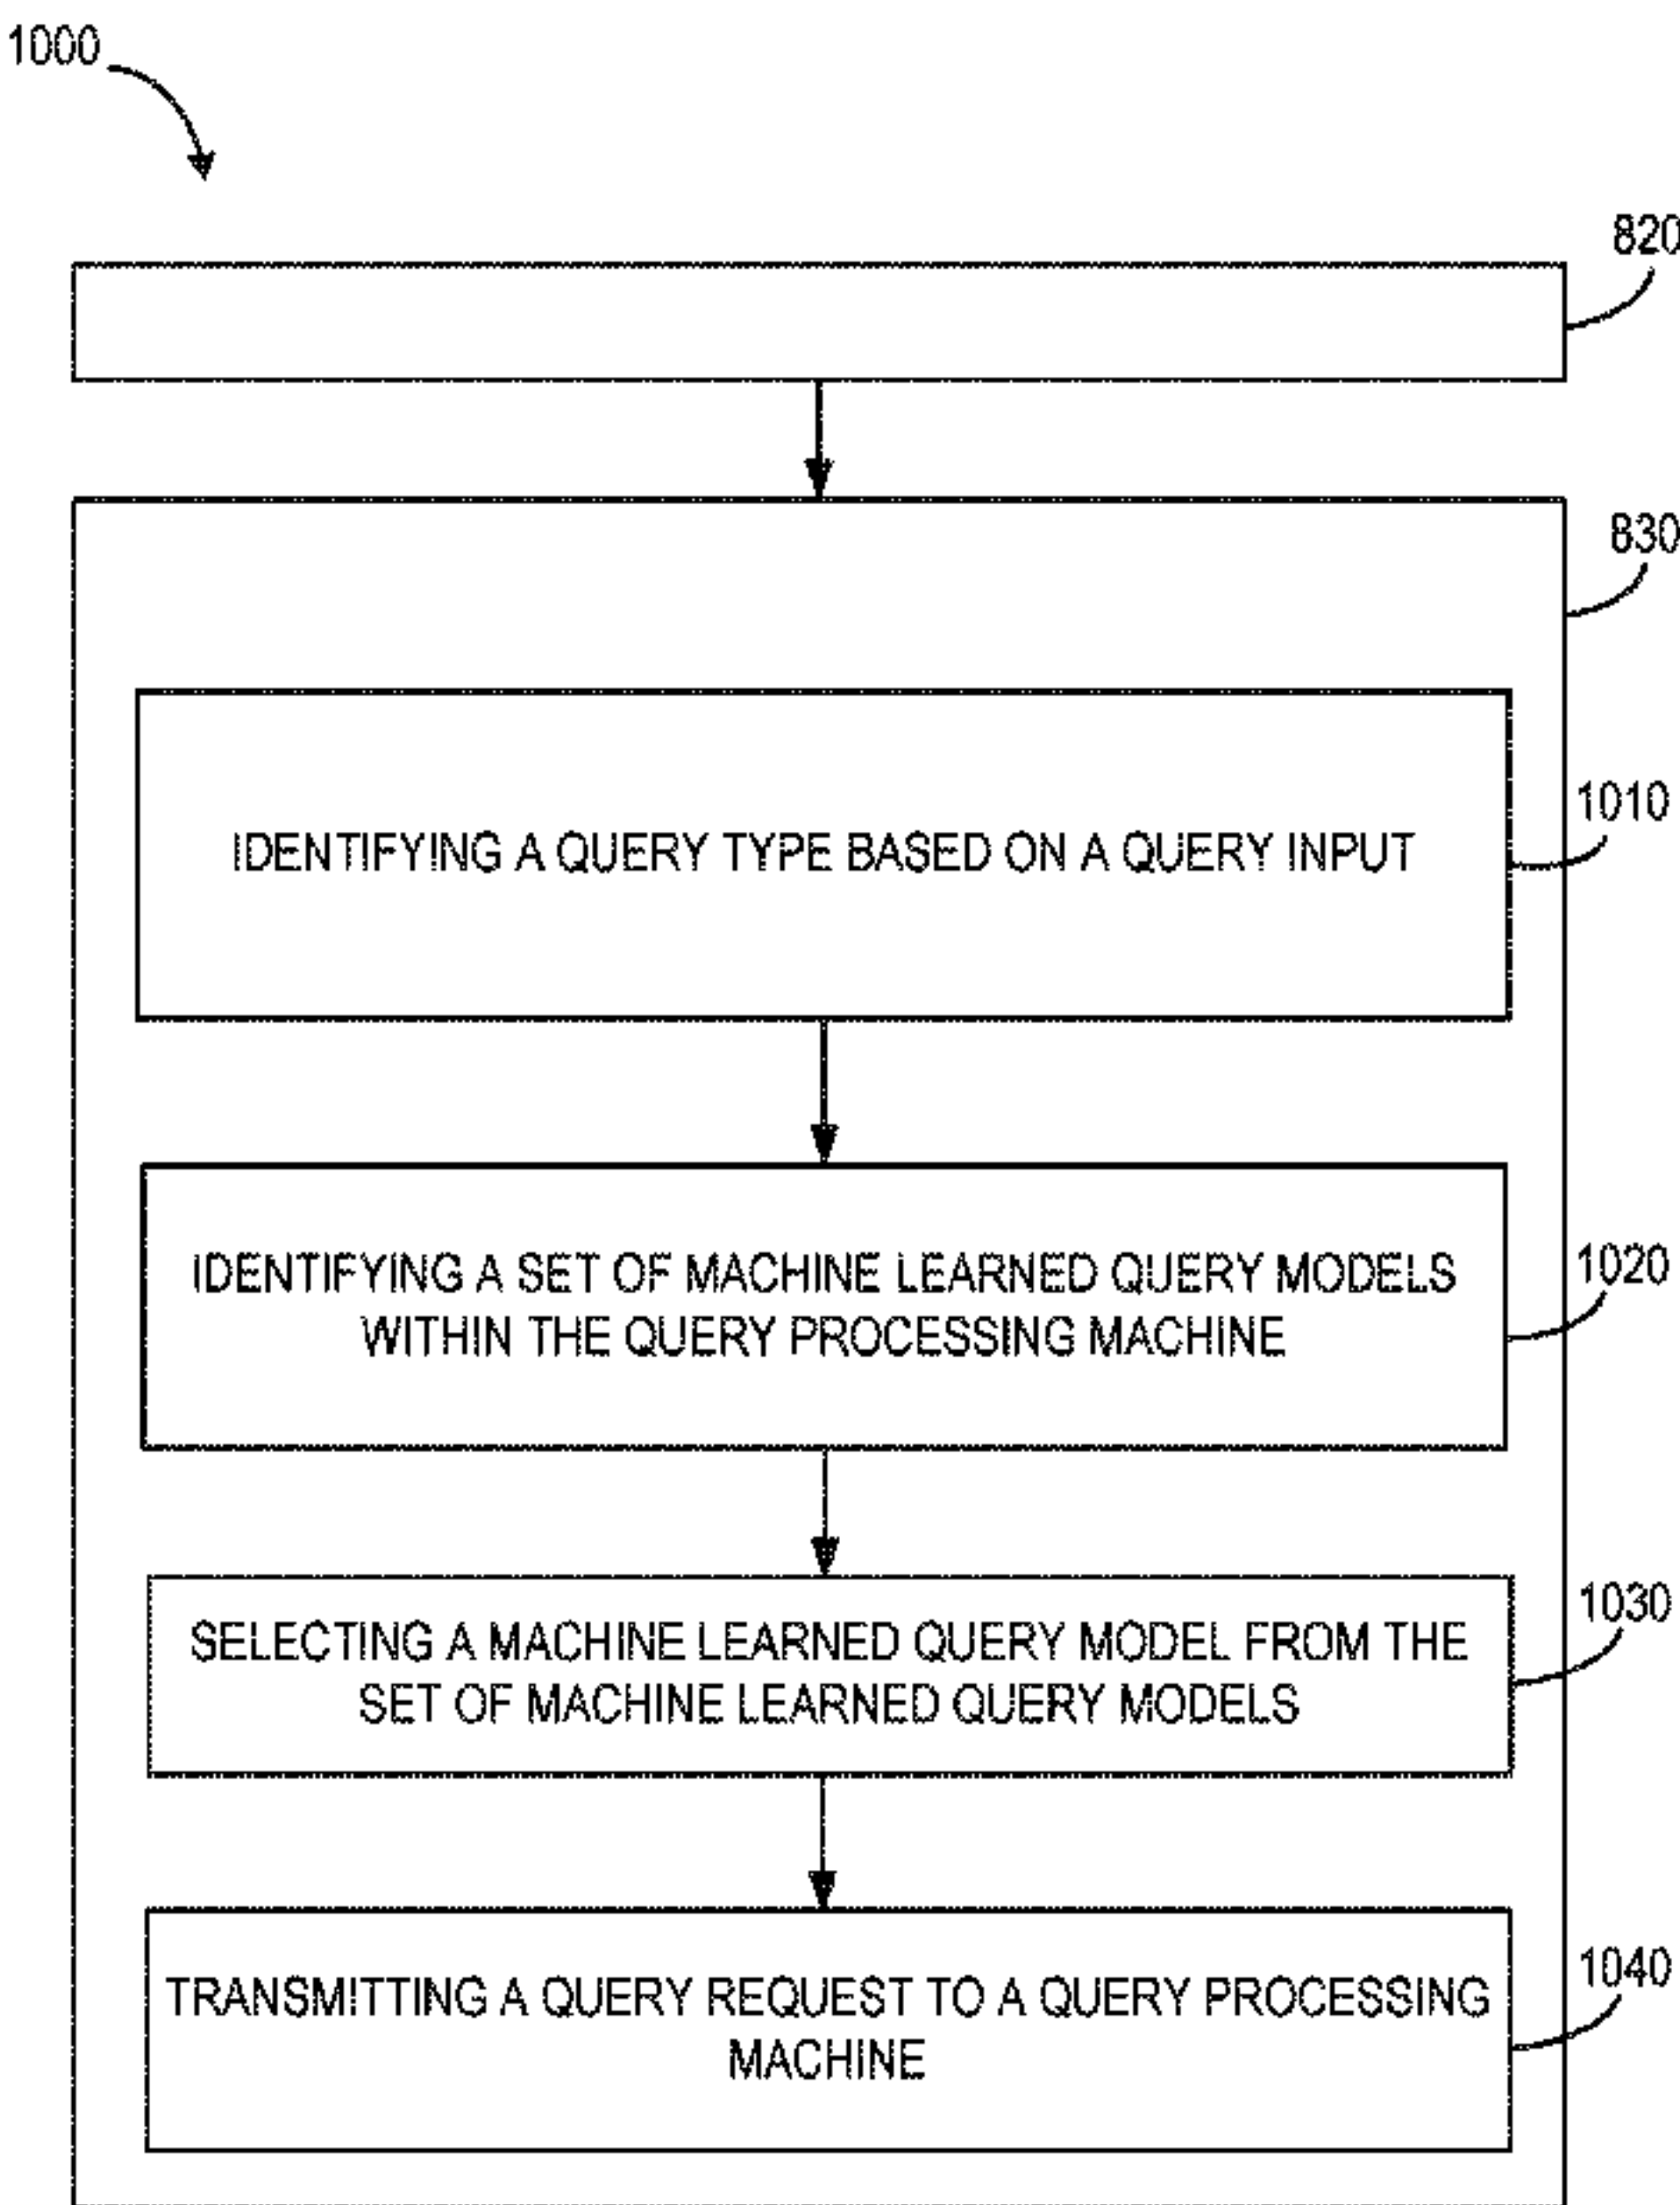 1000
820
830
IDENTIFYING A QUERY TYPE BASED ON A QUERY INPUT
1010
IDENTIFYING A SET OF MACHINE LEARNED QUERY MODELS
WITHIN THE QUERY PROCESSING MACHINE
1020
SELECTING A MACHINE LEARNED QUERY MODEL FROM THE
SET OF MACHINE LEARNED QUERY MODELS
1030
TRANSMITTING A QUERY REQUEST TO A QUERY PROCESSING
MACHINE
1040